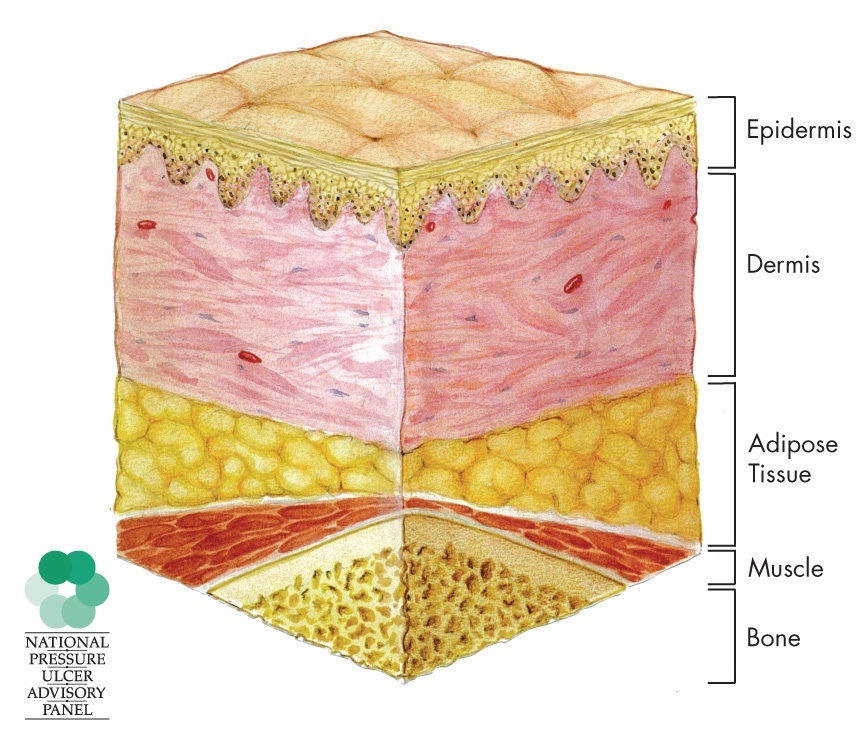 Epidermis
Dermis
Adipose
Tissue
Muscle
Bone
NATIONAL
PRESSURE
ULCER
ADVISORY
PANEL